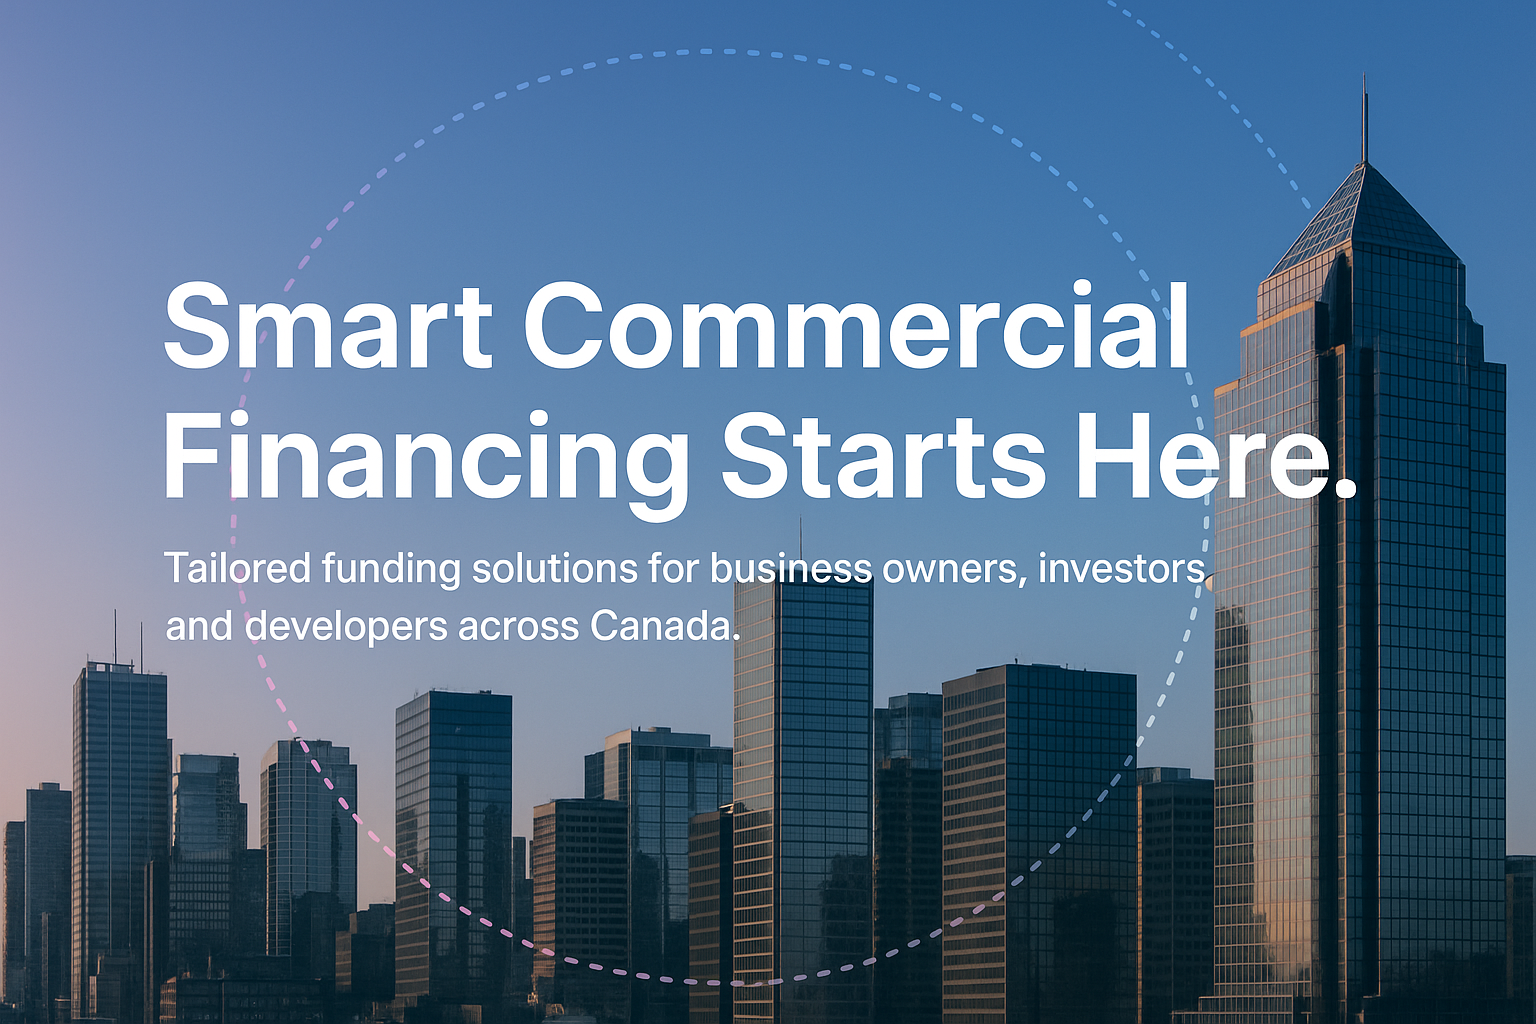 Smart Commercial
Financing Starts Here.
Tailored funding solutions for business owners, investors
and developers across Canada.